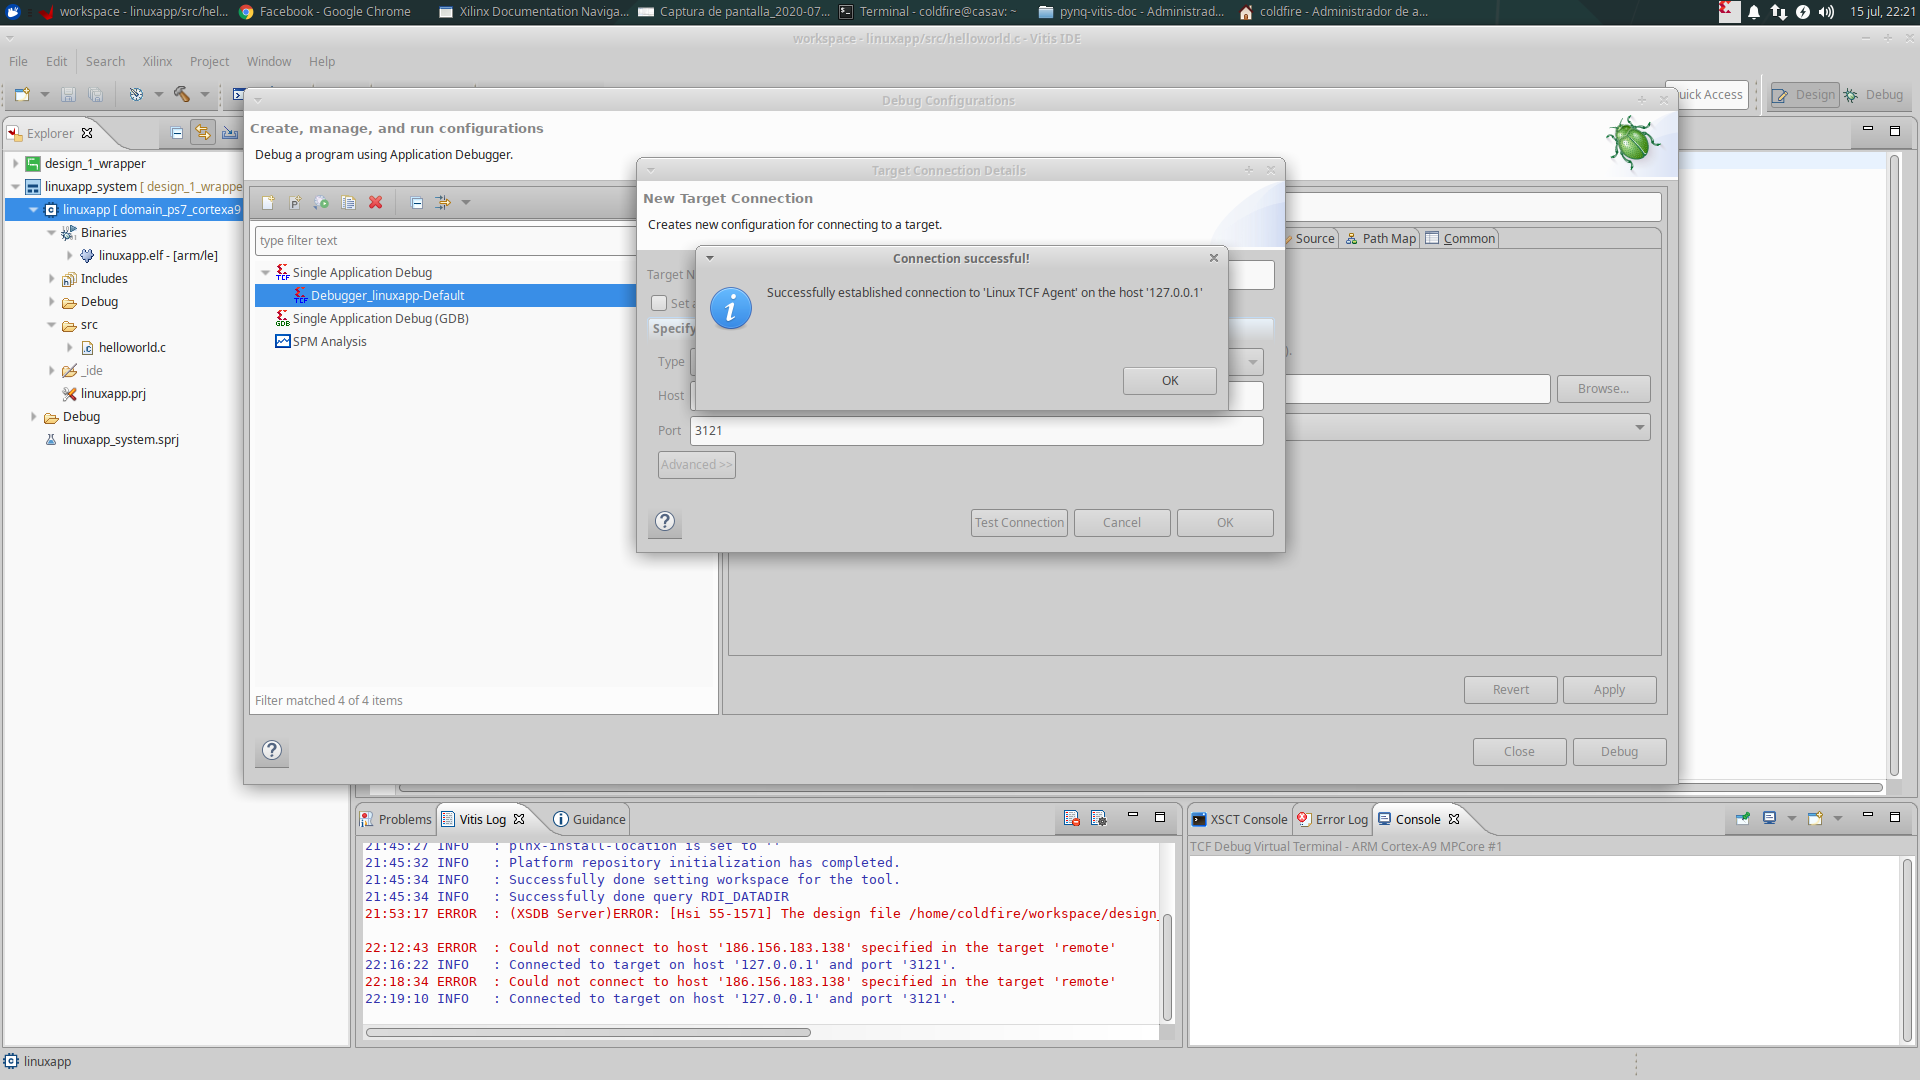 workspace - linuxapp/src/hel...
Facebook - Google Chrome
Xilinx Documentation Naviga...
Captura de pantalla_2020-07...
Terminal - coldfire@casav: ~
pynq-vitis-doc - Administrad...
coldfire - Administrador de a...
15 jul, 22:21
workspace - linuxapp/src/helloworld.c - Vitis IDE
File Edit Search Xilinx Project Window Help
uick Access
Design
Debug
Explorer
design_1_wrapper
linuxapp_system [ design_1_wrappe
linuxapp [ domain_ps7_cortexa9
Binaries
linuxapp.elf - [arm/le]
Includes
Debug
src
helloworld.c
_ide
linuxapp.prj
Debug
linuxapp_system.sprj
Debug Configurations
Create, manage, and run configurations
Debug a program using Application Debugger.
type filter text
Single Application Debug
Debugger_linuxapp-Default
Single Application Debug (GDB)
SPM Analysis
Filter matched 4 of 4 items
Source
Path Map
Common
).
Browse...
Revert
Apply
Close
Debug
Target Connection Details
New Target Connection
Creates new configuration for connecting to a target.
Target N
Set a
Specify
Type
Host
Port 3121
Advanced >>
Test Connection
Cancel
OK
Connection successful!
Successfully established connection to 'Linux TCF Agent' on the host '127.0.0.1'
OK
Problems
Vitis Log
Guidance
21:45:27 INFO : plnx-install-location is set to ''
21:45:32 INFO : Platform repository initialization has completed.
21:45:34 INFO : Successfully done setting workspace for the tool.
21:45:34 INFO : Successfully done query RDI_DATADIR
21:53:17 ERROR : (XSDB Server)ERROR: [Hsi 55-1571] The design file /home/coldfire/workspace/design_
22:12:43 ERROR : Could not connect to host '186.156.183.138' specified in the target 'remote'
22:16:22 INFO : Connected to target on host '127.0.0.1' and port '3121'.
22:18:34 ERROR : Could not connect to host '186.156.183.138' specified in the target 'remote'
22:19:10 INFO : Connected to target on host '127.0.0.1' and port '3121'.
XSCT Console
Error Log
Console
TCF Debug Virtual Terminal - ARM Cortex-A9 MPCore #1
linuxapp